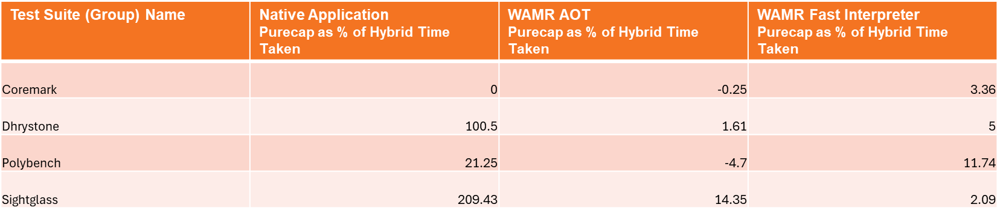 Test Suite (Group) Name
Native Application
Purecap as % of Hybrid Time
Taken
WAMR AOT
Purecap as % of Hybrid Time
Taken
WAMR Fast Interpreter
Purecap as % of Hybrid Time
Taken
Coremark 0 -0.25 3.36
Dhrystone 100.5 1.61 5
Polybench 21.25 -4.7 11.74
Sightglass 209.43 14.35 2.09